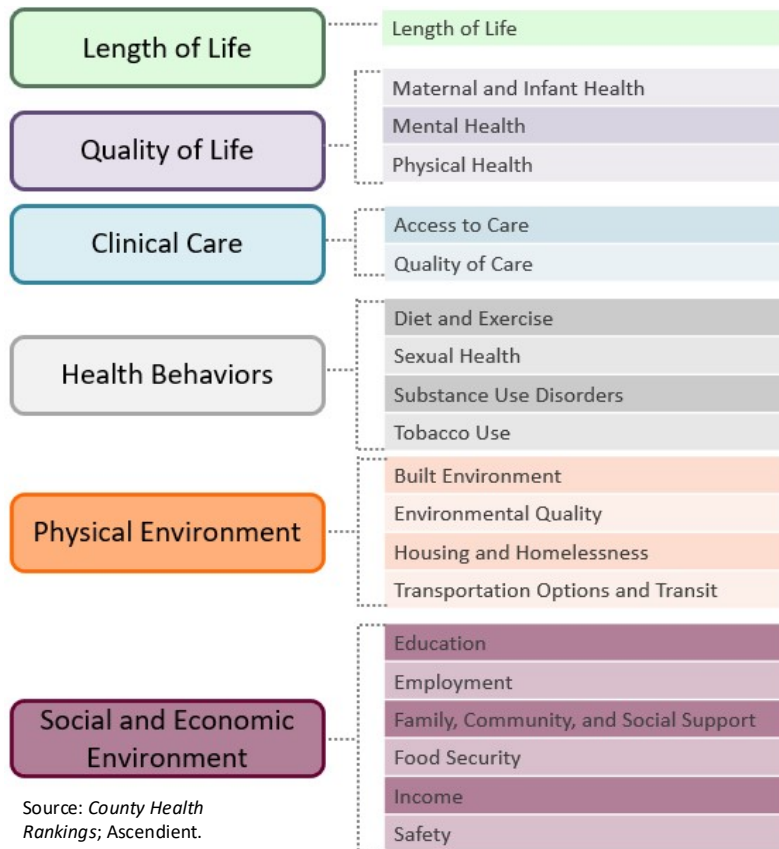 Length of Life
Length of Life
Quality of Life
Maternal and Infant Health
Mental Health
Physical Health
Clinical Care
Access to Care
Quality of Care
Health Behaviors
Diet and Exercise
Sexual Health
Substance Use Disorders
Tobacco Use
Physical Environment
Built Environment
Environmental Quality
Housing and Homelessness
Transportation Options and Transit
Social and Economic
Environment
Education
Employment
Family, Community, and Social Support
Food Security
Income
Safety
Source: County Health
Rankings; Ascendient.